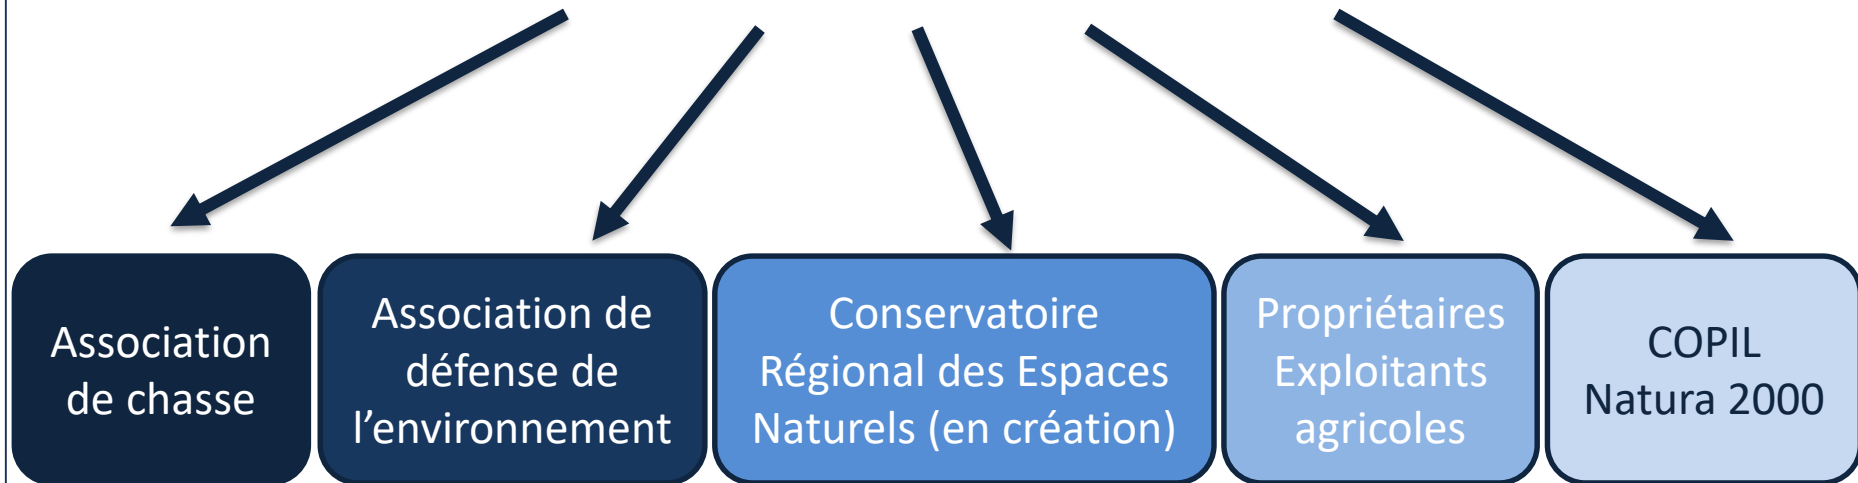 Association
de chasse
Association de
défense de
l’environnement
Conservatoire
Régional des Espaces
Naturels (en création)
Propriétaires
Exploitants
agricoles
COPIL
Natura 2000